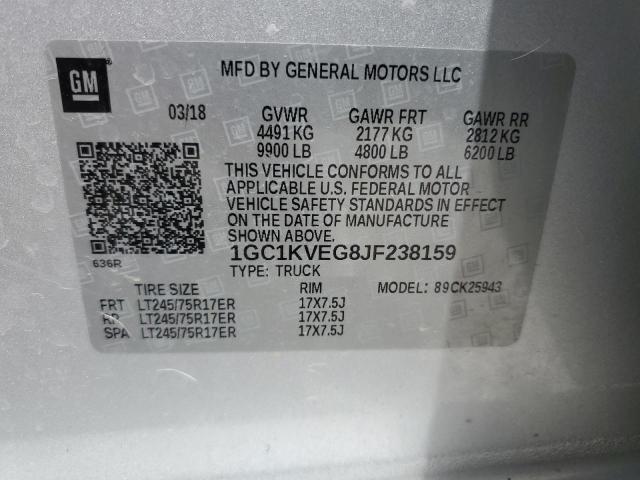 GM
®
MFD BY GENERAL MOTORS LLC
03/18 GVWR GAWR FRT GAWR RR
4491 KG 2177 KG 2812 KG
9900 LB 4800 LB 6200 LB
THIS VEHICLE CONFORMS TO ALL
APPLICABLE U.S. FEDERAL MOTOR
VEHICLE SAFETY STANDARDS IN EFFECT
ON THE DATE OF MANUFACTURE
SHOWN ABOVE.
636R 1GC1KVEG8JF238159
TYPE: TRUCK
TIRE SIZE RIM MODEL: 89CK25943
FRT LT245/75R17ER 17X7.5J
RR LT245/75R17ER 17X7.5J
SPA LT245/75R17ER 17X7.5J